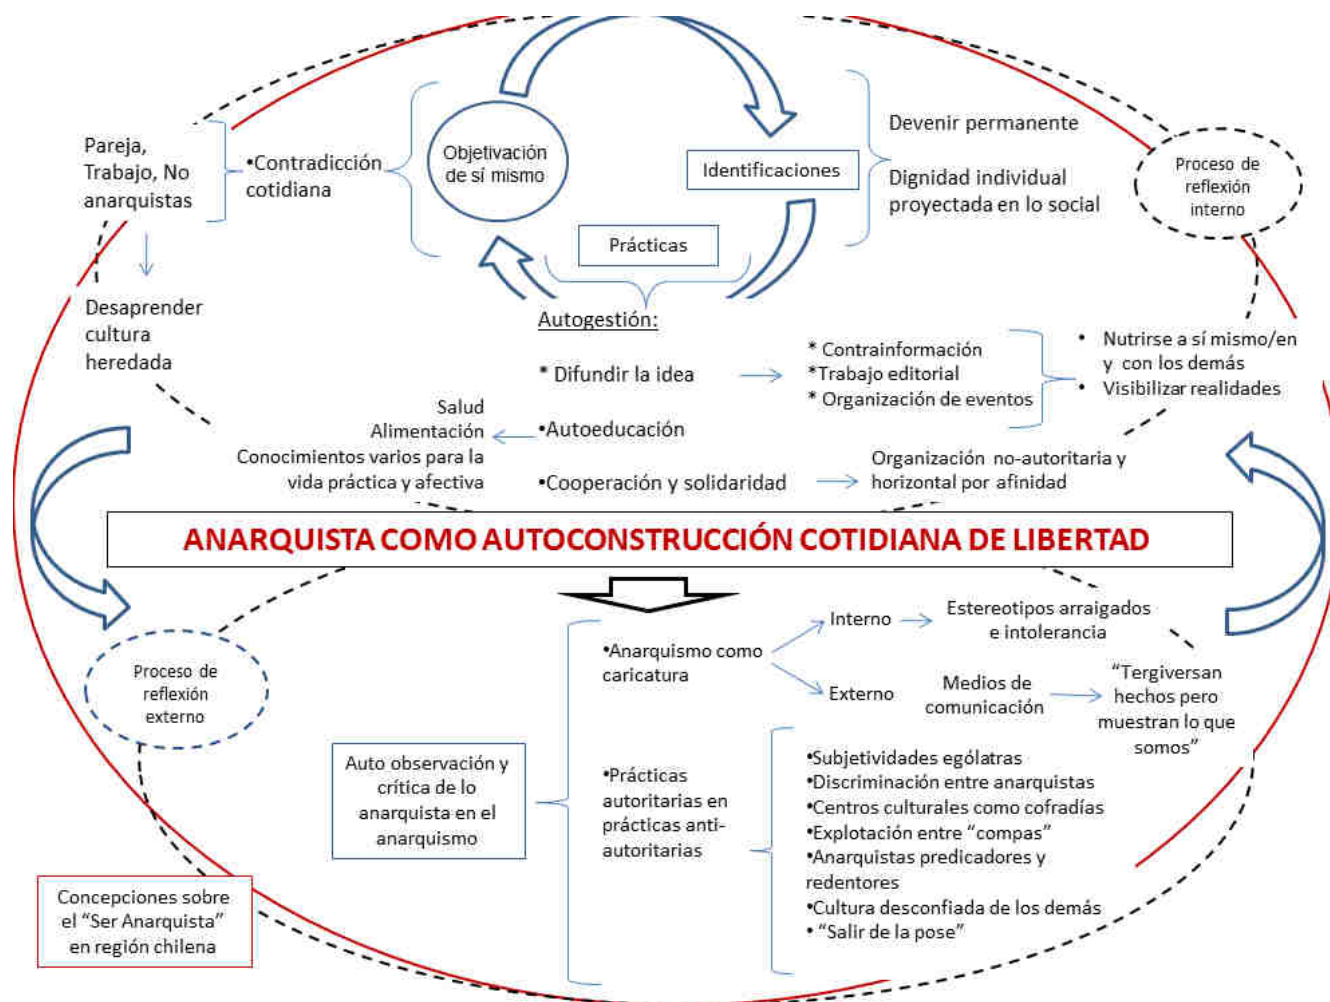 Pareja,
Trabajo, No
anarquistas
•Contradicción
cotidiana
Objetivación
de sí mismo
Identificaciones
Devenir permanente
Dignidad individual
proyectada en lo social
Proceso de
reflexión
interno
Prácticas
Desaprender
cultura
heredada
Autogestión:
* Difundir la idea
* Contrainformación
*Trabajo editorial
* Organización de eventos
• Nutrirse a sí mismo/en
y con los demás
• Visibilizar realidades
Salud
Alimentación
Conocimientos varios para la
vida práctica y afectiva
•Autoeducación
•Cooperación y solidaridad
Organización no-autoritaria y
horizontal por afinidad
ANARQUISTA COMO AUTOCONSTRUCCIÓN COTIDIANA DE LIBERTAD
Proceso de
reflexión
externo
•Anarquismo como
caricatura
Interno
Estereotipos arraigados
e intolerancia
Externo
Medios de
comunicación
“Tergiversan
hechos pero
muestran lo que
somos”
Auto observación y
crítica de lo
anarquista en el
anarquismo
•Prácticas
autoritarias en
prácticas anti-
autoritarias
•Subjetividades ególatras
•Discriminación entre anarquistas
•Centros culturales como cofradías
•Explotación entre “compas”
•Anarquistas predicadores y
redentores
•Cultura desconfiada de los demás
• “Salir de la pose”
Concepciones sobre
el “Ser Anarquista”
en región chilena